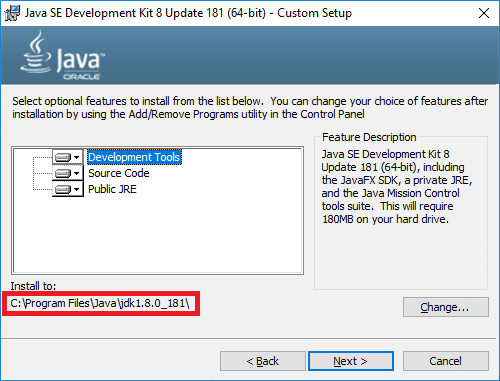 Java SE Development Kit 8 Update 181 (64-bit) - Custom Setup
Java
ORACLE
Select optional features to install from the list below. You can change your choice of features after
installation by using the Add/Remove Programs utility in the Control Panel
Development Tools
Source Code
Public JRE
Feature Description
Java SE Development Kit 8
Update 181 (64-bit), including
the JavaFX SDK, a private JRE,
and the Java Mission Control
tools suite. This will require
180MB on your hard drive.
Install to:
C:\Program Files\Java\jdk1.8.0_181\
Change...
< Back
Next >
Cancel